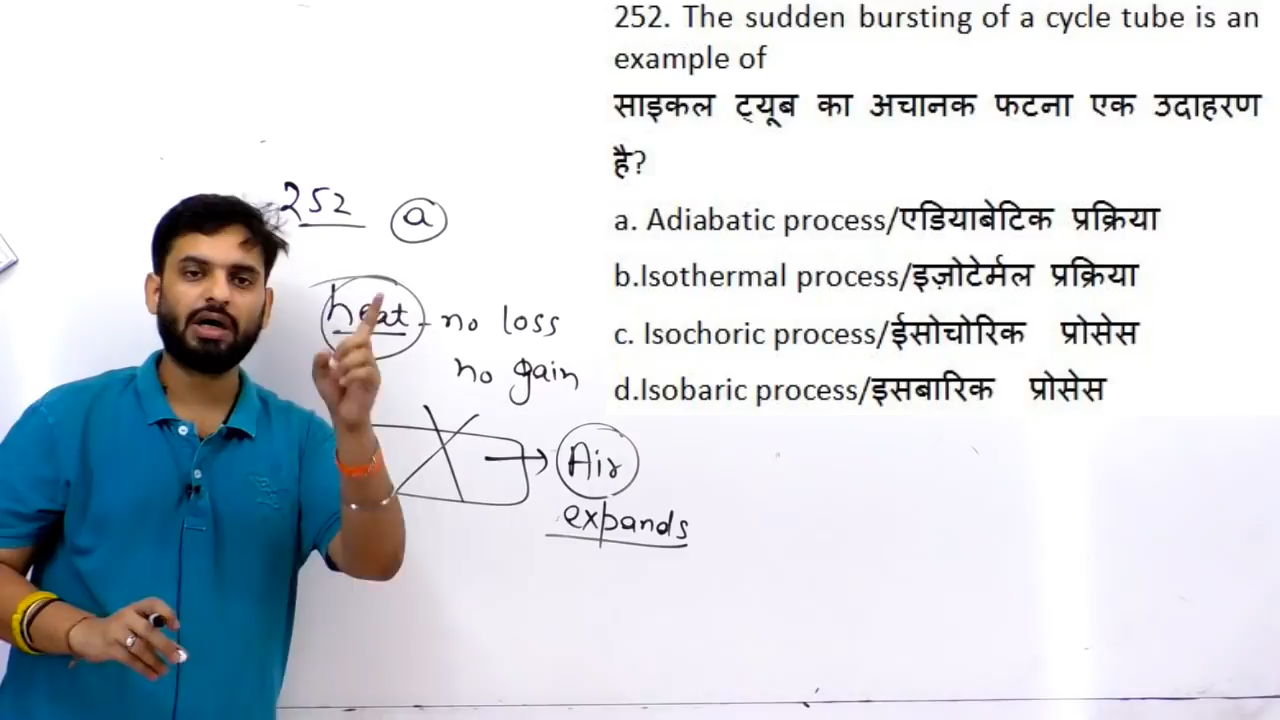 252. The sudden bursting of a cycle tube is an
example of
साइकल ट्यूब का अचानक फटना एक उदाहरण
है?
a. Adiabatic process/एडियाबेटिक प्रक्रिया
b.Isothermal process/इज़ोटेर्मल प्रक्रिया
c. Isochoric process/ईसोचोरिक प्रोसेस
d.Isobaric process/इसबारिक प्रोसेस
252 a
heat - no loss
no gain
Air
expands